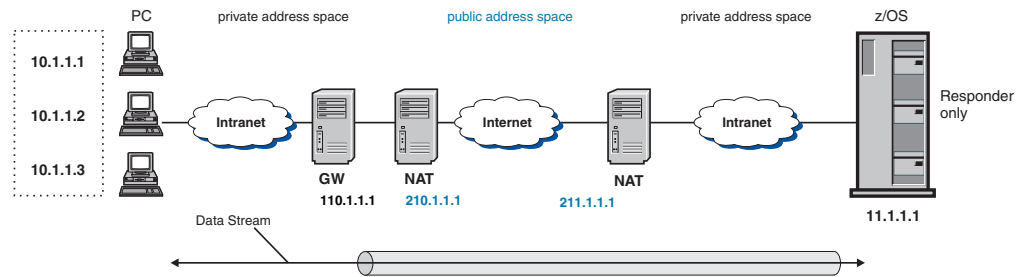 PC
private address space
public address space
private address space
z/OS
10.1.1.1
10.1.1.2
10.1.1.3
Intranet
Internet
Intranet
Responder
only
GW
NAT
NAT
110.1.1.1
210.1.1.1
211.1.1.1
11.1.1.1
Data Stream